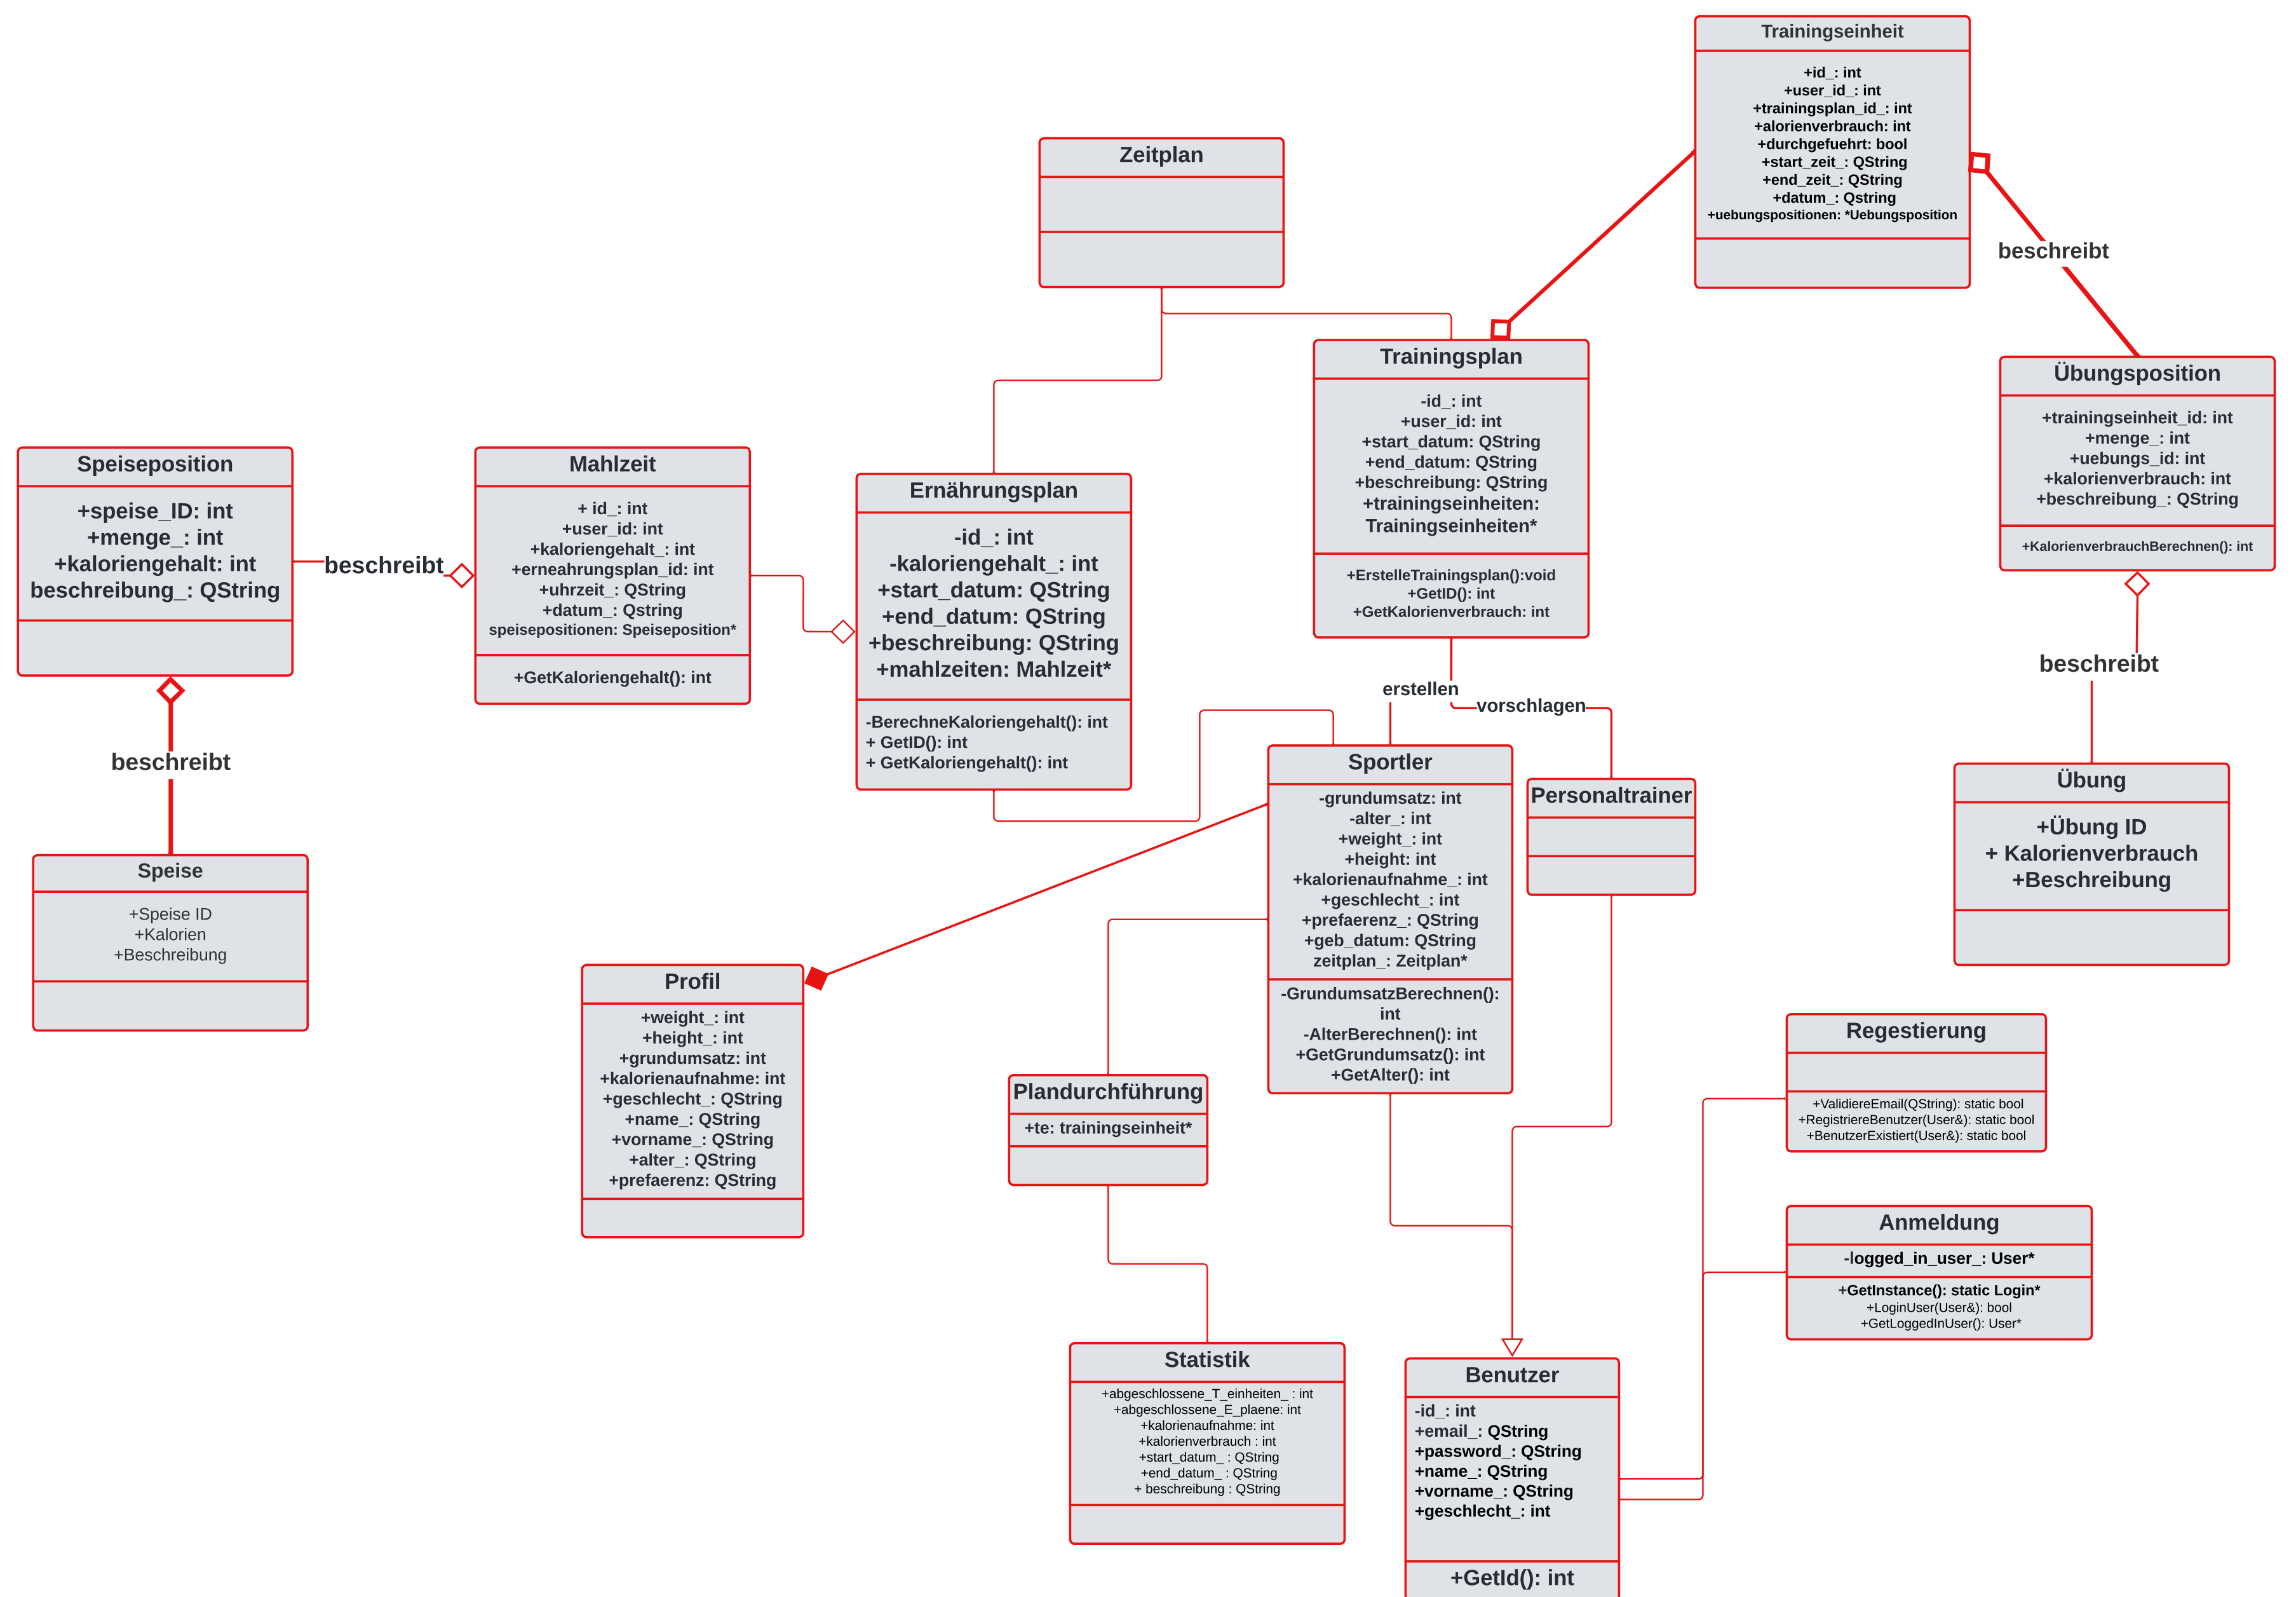 Trainingseinheit
+id_: int
+user_id_: int
+trainingsplan_id_: int
+alorienverbrauch: int
+durchgefuehrt: bool
+start_zeit_: QString
+end_zeit_: QString
+datum_: Qstring
+uebungspositionen: *Uebungsposition
Zeitplan
beschreibt
Trainingsplan
-id_: int
+user_id: int
+start_datum: QString
+end_datum: QString
+beschreibung: QString
+trainingseinheiten:
Trainingseinheiten*
+ErstelleTrainingsplan():void
+GetID(): int
+GetKalorienverbrauch: int
Übungsposition
+trainingseinheit_id: int
+menge_: int
+uebungs_id: int
+kalorienverbrauch: int
+beschreibung_: QString
+KalorienverbrauchBerechnen(): int
Speiseposition
+speise_ID: int
+menge_: int
+kaloriengehalt: int
beschreibung_: QString
beschreibt
Mahlzeit
+ id_: int
+user_id: int
+kaloriengehalt_: int
+erneahrungsplan_id: int
+uhrzeit_: QString
+datum_: Qstring
speisepositionen: Speiseposition*
+GetKaloriengehalt(): int
Ernährungsplan
-id_: int
-kaloriengehalt_: int
+start_datum: QString
+end_datum: QString
+beschreibung: QString
+mahlzeiten: Mahlzeit*
-BerechneKaloriengehalt(): int
+ GetID(): int
+ GetKaloriengehalt(): int
erstellen
vorschlagen
beschreibt
beschreibt
Sportler
-grundumsatz: int
-alter_: int
+weight_: int
+height: int
+kalorienaufnahme_: int
+geschlecht_: int
+prefaerenz_: QString
+geb_datum: QString
zeitplan_: Zeitplan*
-GrundumsatzBerechnen():
int
-AlterBerechnen(): int
+GetGrundumsatz(): int
+GetAlter(): int
Personaltrainer
Übung
+Übung ID
+ Kalorienverbrauch
+Beschreibung
Speise
+Speise ID
+Kalorien
+Beschreibung
Profil
+weight_: int
+height_: int
+grundumsatz: int
+kalorienaufnahme: int
+geschlecht_: QString
+name_: QString
+vorname_: QString
+alter_: QString
+prefaerenz: QString
Plandurchführung
+te: trainingseinheit*
Regestierung
+ValidiereEmail(QString): static bool
+RegistriereBenutzer(User&): static bool
+BenutzerExistiert(User&): static bool
Anmeldung
-logged_in_user_: User*
+GetInstance(): static Login*
+LoginUser(User&): bool
+GetLoggedInUser(): User*
Statistik
+abgeschlossene_T_einheiten_ : int
+abgeschlossene_E_plaene: int
+kalorienaufnahme: int
+kalorienverbrauch : int
+start_datum_ : QString
+end_datum_ : QString
+ beschreibung : QString
Benutzer
-id_: int
+email_: QString
+password_: QString
+name_: QString
+vorname_: QString
+geschlecht_: int
+GetId(): int